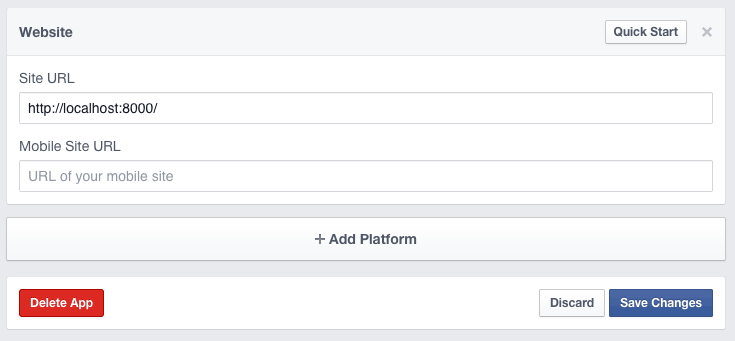 Website
Quick Start
×
Site URL
http://localhost:8000/
Mobile Site URL
URL of your mobile site
+ Add Platform
Delete App
Discard
Save Changes